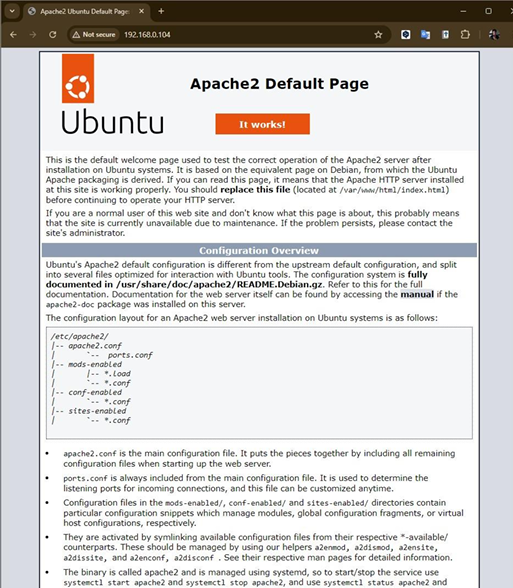 Apache2 Ubuntu Default Page:
Not secure
192.168.0.104
Ubuntu
Apache2 Default Page
It works!
This is the default welcome page used to test the correct operation of the Apache2 server after
installation on Ubuntu systems. It is based on the equivalent page on Debian, from which the Ubuntu
Apache packaging is derived. If you can read this page, it means that the Apache HTTP server installed
at this site is working properly. You should replace this file (located at /var/www/html/index.html)
before continuing to operate your HTTP server.
If you are a normal user of this web site and don't know what this page is about, this probably means
that the site is currently unavailable due to maintenance. If the problem persists, please contact the
site's administrator.
Configuration Overview
Ubuntu's Apache2 default configuration is different from the upstream default configuration, and split
into several files optimized for interaction with Ubuntu tools. The configuration system is fully
documented in /usr/share/doc/apache2/README.Debian.gz. Refer to this for the full
documentation. Documentation for the web server itself can be found by accessing the manual if the
apache2-doc package was installed on this server.
The configuration layout for an Apache2 web server installation on Ubuntu systems is as follows:
/etc/apache2/
|-- apache2.conf
|       `--  ports.conf
|-- mods-enabled
|       |-- *.load
|       `-- *.conf
|-- conf-enabled
|       `-- *.conf
|-- sites-enabled
|       `-- *.conf
• apache2.conf is the main configuration file. It puts the pieces together by including all remaining
configuration files when starting up the web server.
• ports.conf is always included from the main configuration file. It is used to determine the
listening ports for incoming connections, and this file can be customized anytime.
• Configuration files in the mods-enabled/, conf-enabled/ and sites-enabled/ directories contain
particular configuration snippets which manage modules, global configuration fragments, or virtual
host configurations, respectively.
• They are activated by symlinking available configuration files from their respective *-available/
counterparts. These should be managed by using our helpers a2enmod, a2dismod, a2ensite,
a2dissite, and a2enconf, a2disconf . See their respective man pages for detailed information.
• The binary is called apache2 and is managed using systemd, so to start/stop the service use
systemctl start apache2 and systemctl stop apache2, and use systemctl status apache2 and